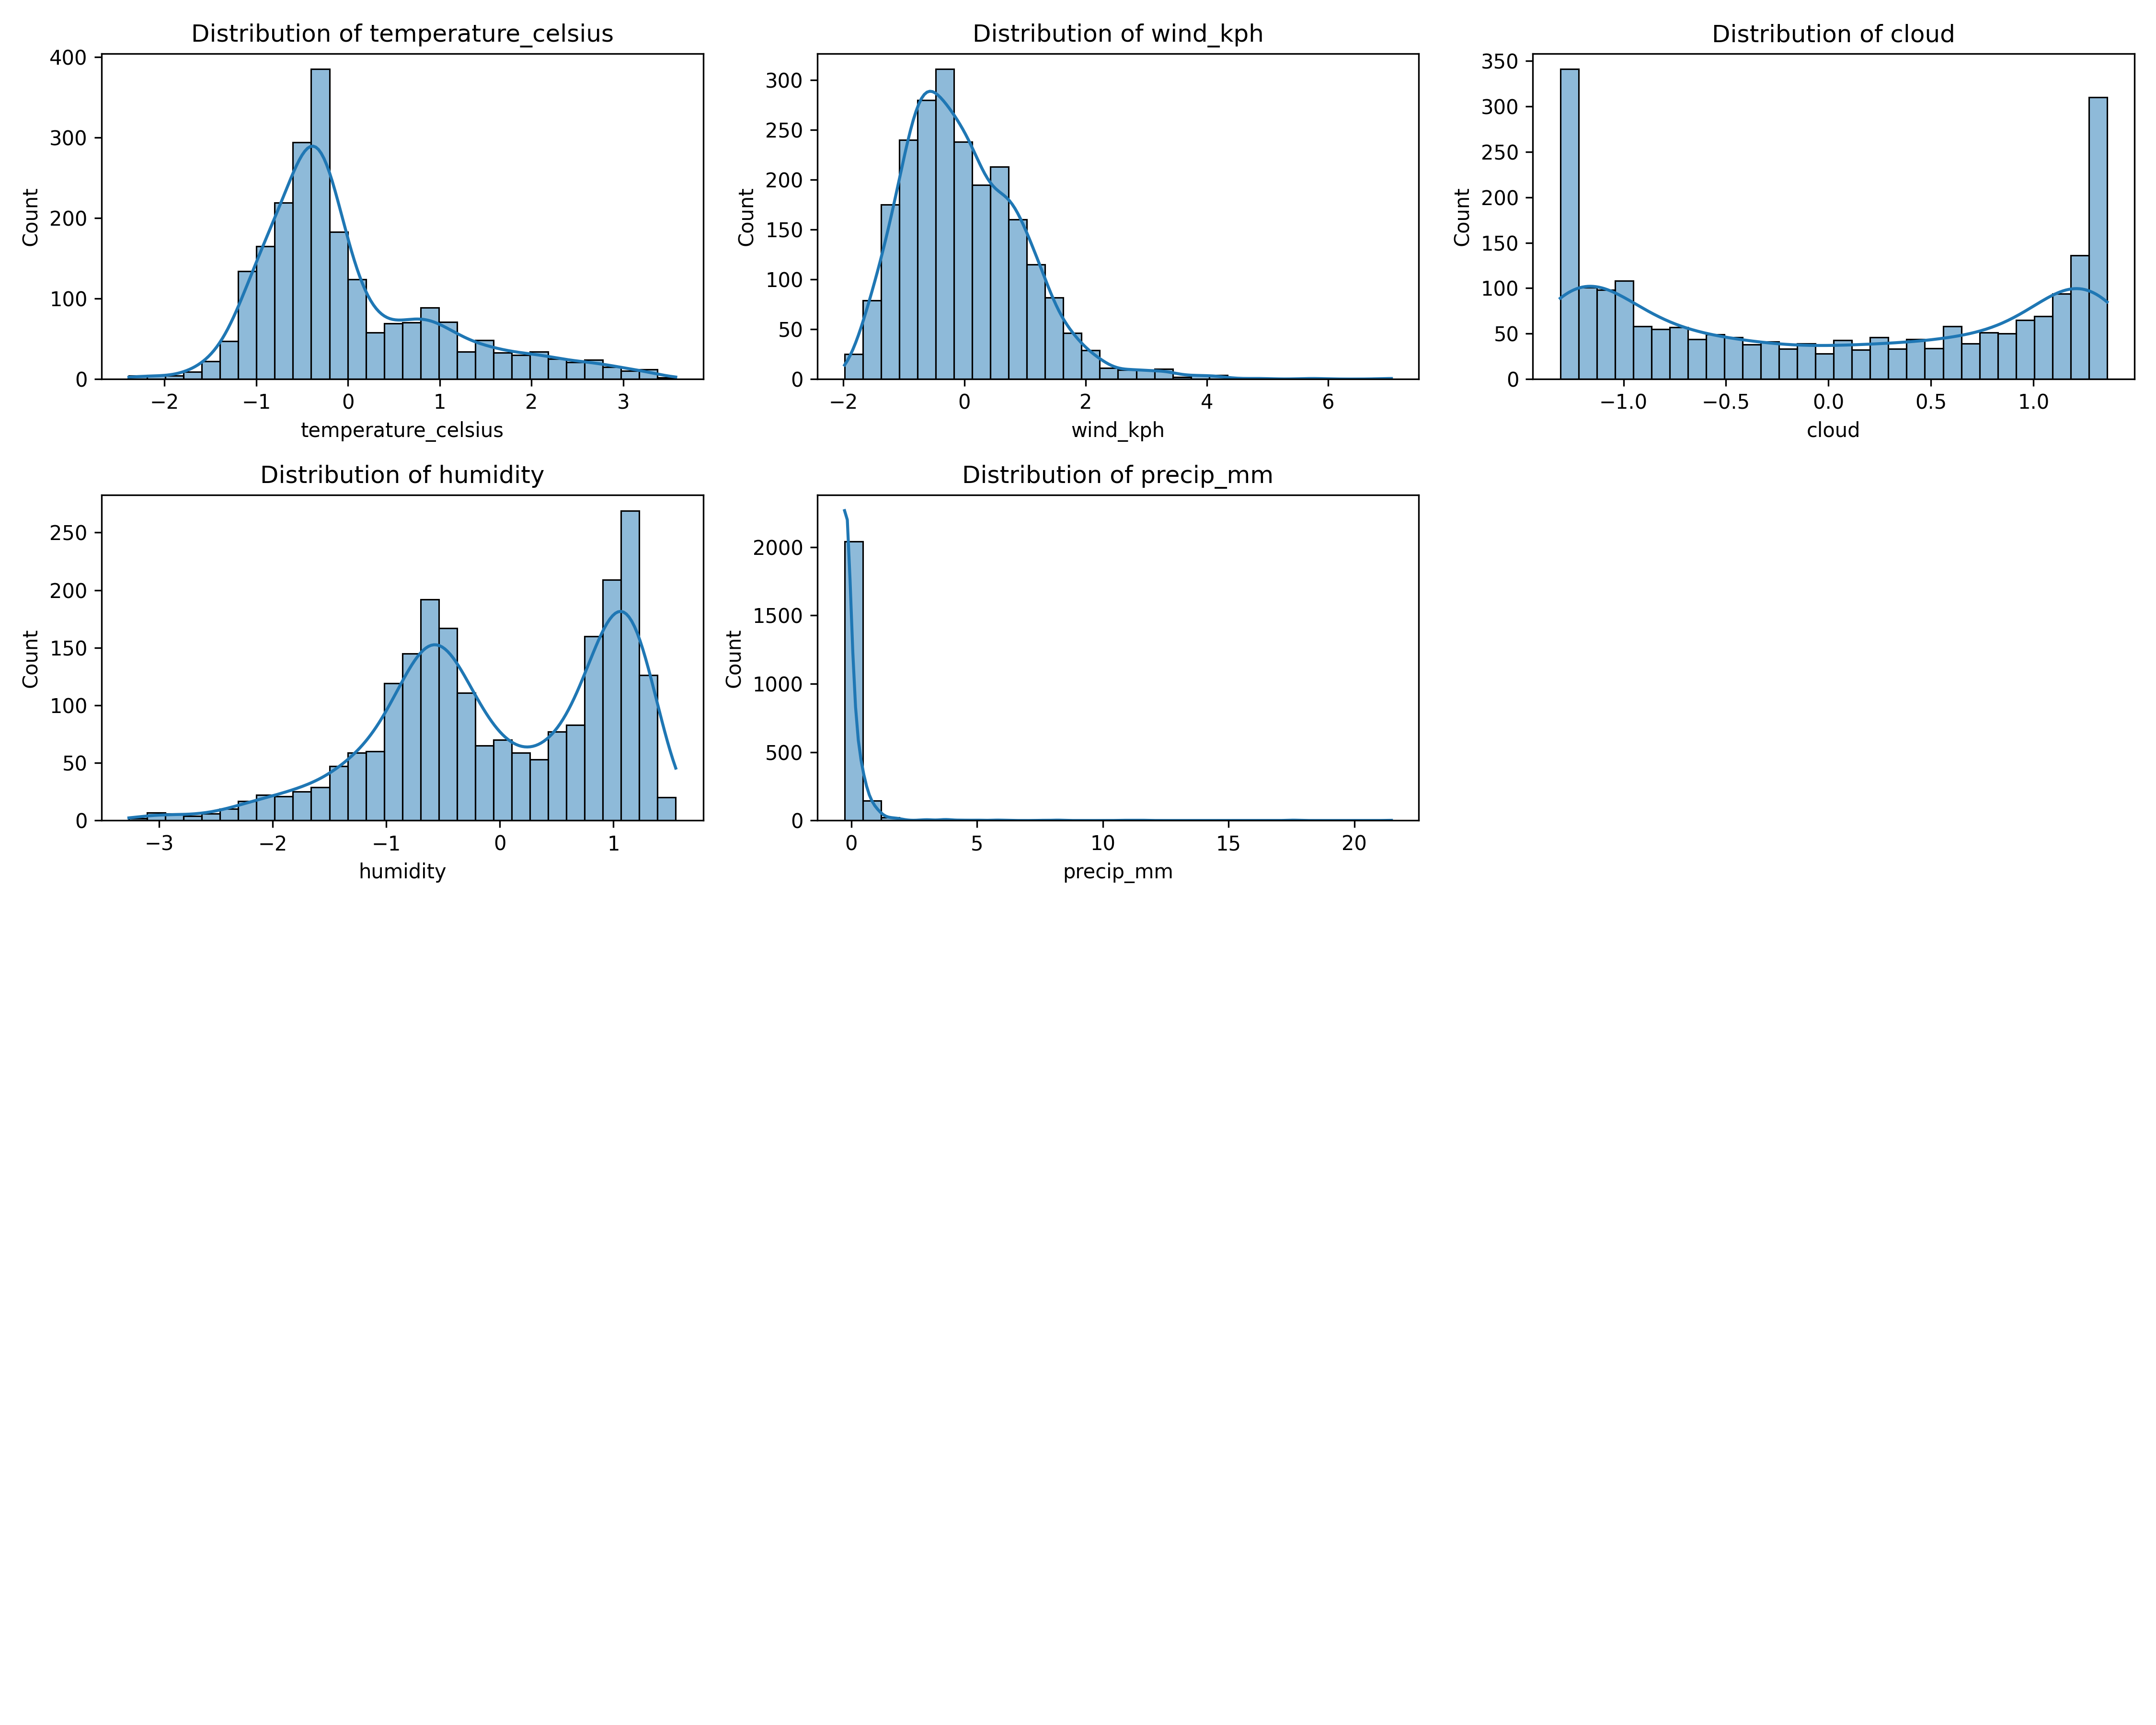 Distribution of temperature_celsius
400
300
200
100
0
Count
−2 −1 0 1 2 3
temperature_celsius
Distribution of wind_kph
300
250
200
150
100
50
0
Count
−2 0 2 4 6
wind_kph
Distribution of cloud
350
300
250
200
150
100
50
0
Count
−1.0 −0.5 0.0 0.5 1.0
cloud
Distribution of humidity
250
200
150
100
50
0
Count
−3 −2 −1 0 1
humidity
Distribution of precip_mm
2000
1500
1000
500
0
Count
0 5 10 15 20
precip_mm